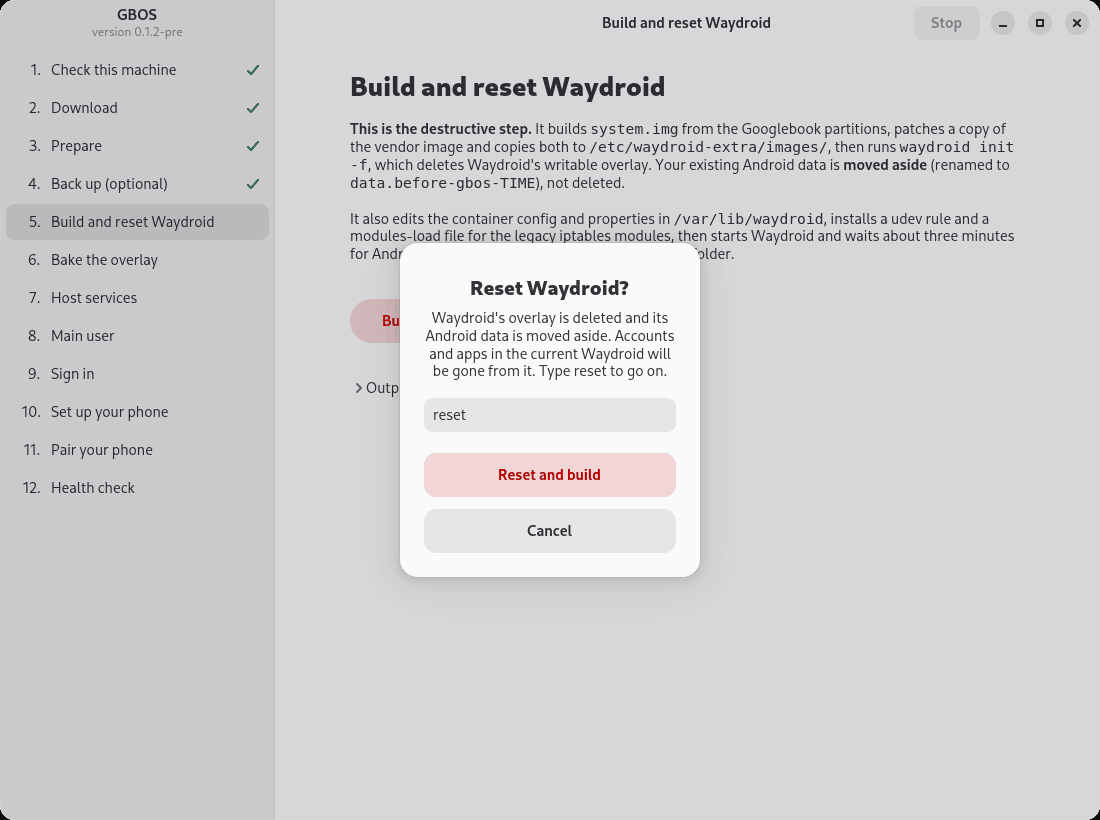 GBOS
version 0.1.2-pre
1. Check this machine
2. Download
3. Prepare
4. Back up (optional)
5. Build and reset Waydroid
6. Bake the overlay
7. Host services
8. Main user
9. Sign in
10. Set up your phone
11. Pair your phone
12. Health check
Build and reset Waydroid
Stop
Build and reset Waydroid
This is the destructive step. It builds system.img from the Googlebook partitions, patches a copy of
the vendor image and copies both to /etc/waydroid-extra/images/, then runs waydroid init
-f, which deletes Waydroid's writable overlay. Your existing Android data is moved aside (renamed to
data.before-gbos-TIME), not deleted.
It also edits the container config and properties in /var/lib/waydroid, installs a udev rule and a
modules-load file for the legacy iptables modules, then starts Waydroid and waits about three minutes
for
Reset Waydroid?
Waydroid's overlay is deleted and its
Android data is moved aside. Accounts
and apps in the current Waydroid will
be gone from it. Type reset to go on.
reset
Reset and build
Cancel